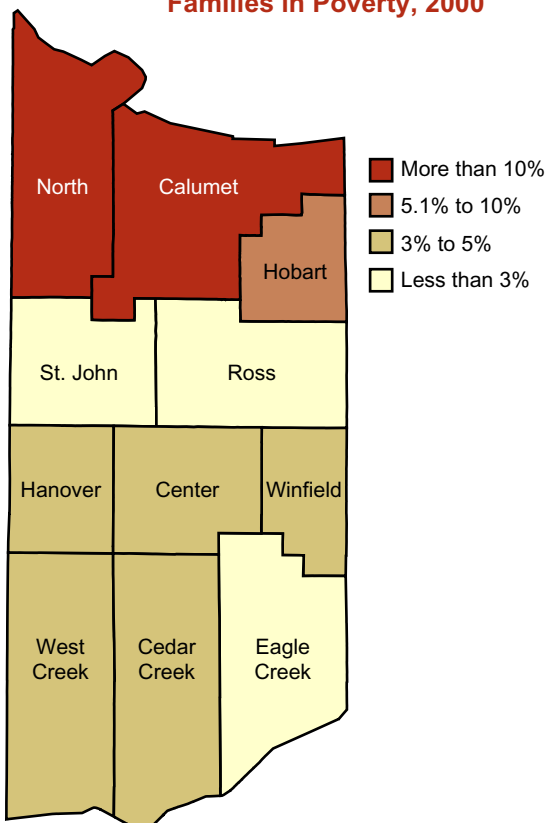 Families in Poverty, 2000
More than 10%
5.1% to 10%
3% to 5%
Less than 3%
North
Calumet
Hobart
St. John
Ross
Hanover
Center
Winfield
West
Creek
Cedar
Creek
Eagle
Creek